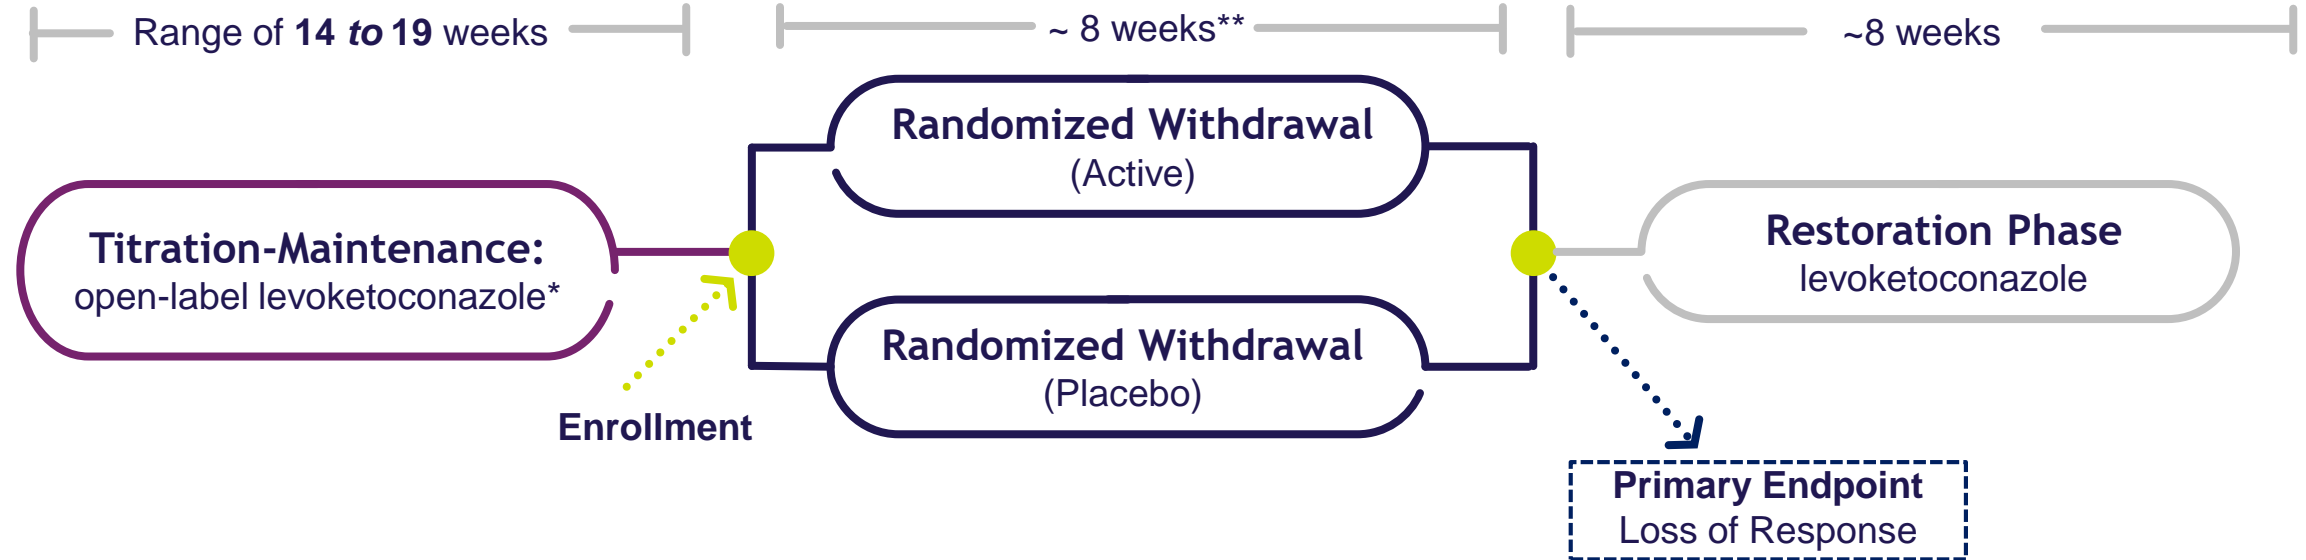 Range of 14 to 19 weeks
~ 8 weeks**
~8 weeks
Titration-Maintenance:
open-label levoketoconazole*
Enrollment
Randomized Withdrawal
(Active)
Randomized Withdrawal
(Placebo)
Restoration Phase
levoketoconazole
Primary Endpoint
Loss of Response